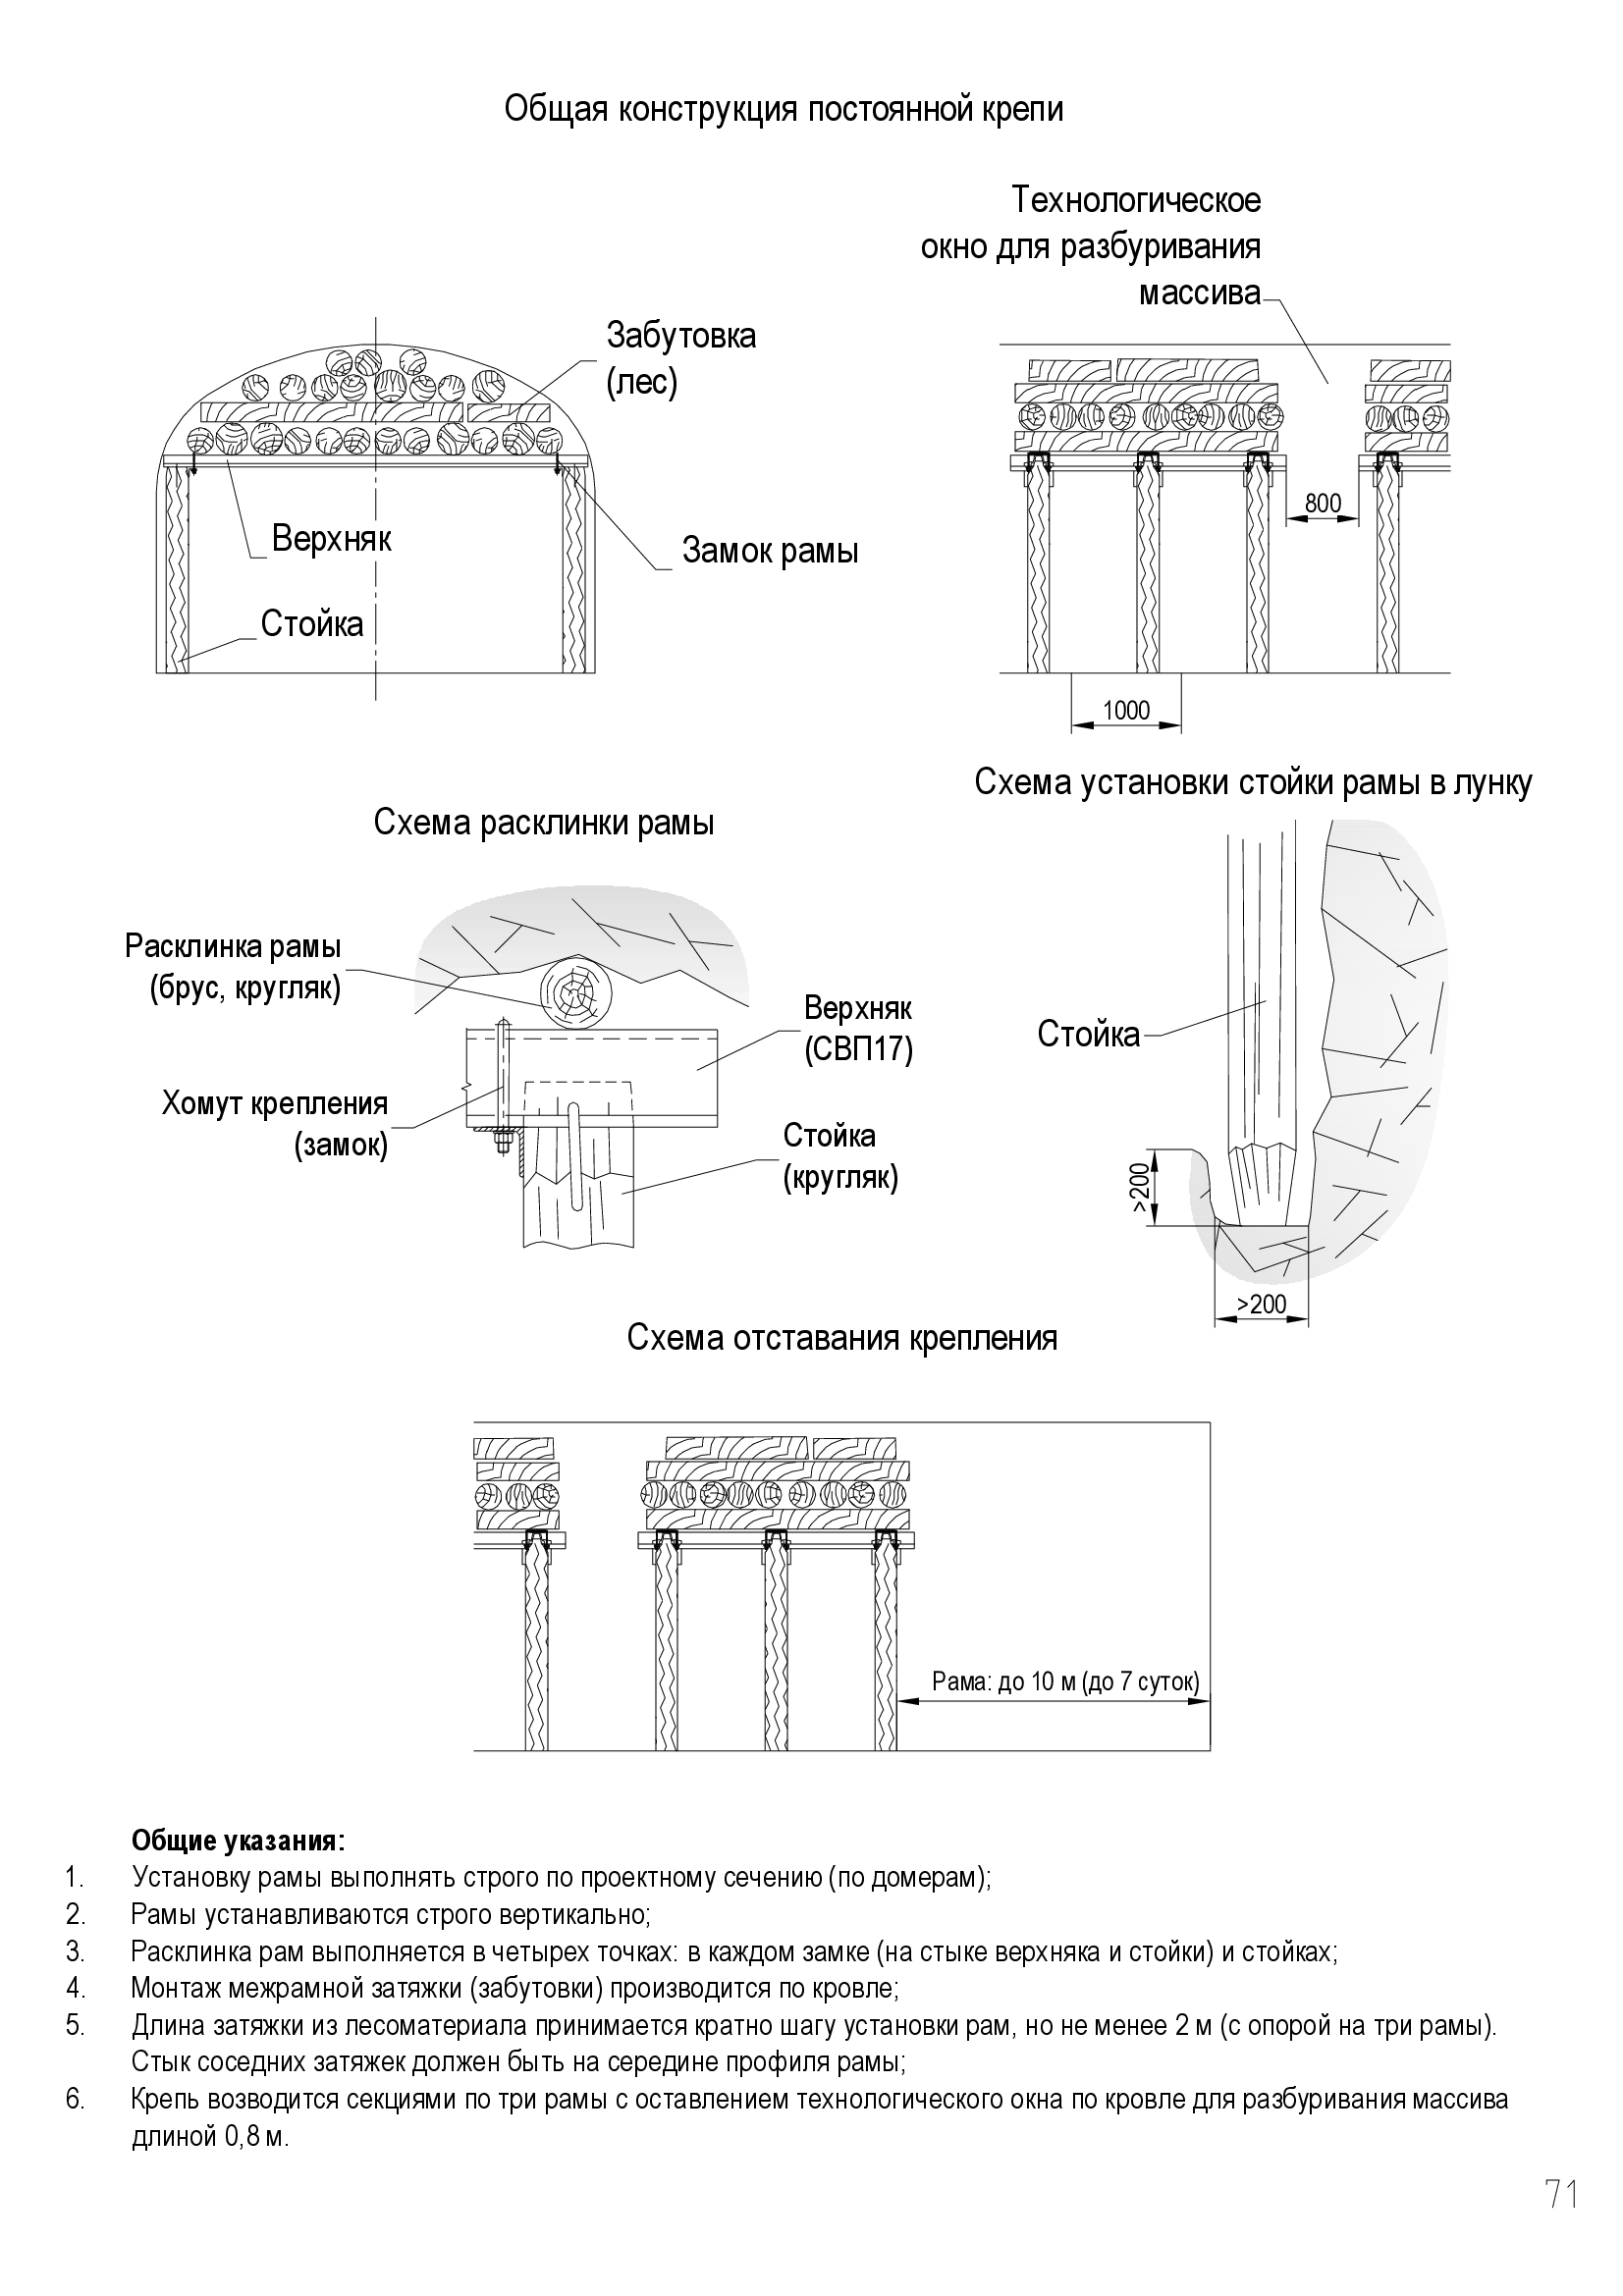 Общая конструкция постоянной крепи
Технологическое
окно для разбуривания
массива
Забутовка
(лес)
Верхняк
Замок рамы
Стойка
800
1000
Схема установки стойки рамы в лунку
Схема расклинки рамы
Расклинка рамы
(брус, кругляк)
Верхняк
(СВП17)
Хомут крепления
(замок)
Стойка
(кругляк)
Стойка
>200
>200
Схема отставания крепления
Рама: до 10 м (до 7 суток)
Общие указания:
1. Установку рамы выполнять строго по проектному сечению (по домерам);
2. Рамы устанавливаются строго вертикально;
3. Расклинка рам выполняется в четырех точках: в каждом замке (на стыке верхняка и стойки) и стойках;
4. Монтаж межрамной затяжки (забутовки) производится по кровле;
5. Длина затяжки из лесоматериала принимается кратно шагу установки рам, но не менее 2 м (с опорой на три рамы).
Стык соседних затяжек должен быть на середине профиля рамы;
6. Крепь возводится секциями по три рамы с оставлением технологического окна по кровле для разбуривания массива
длиной 0,8 м.
71